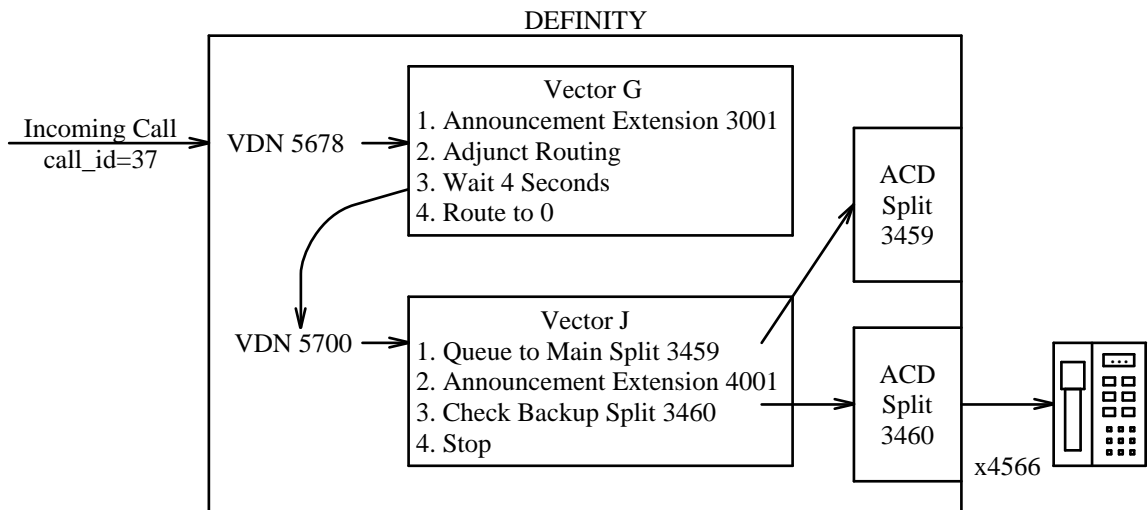 DEFINITY
Incoming Call
call_id=37
VDN 5678
Vector G
1. Announcement Extension 3001
2. Adjunct Routing
3. Wait 4 Seconds
4. Route to 0
ACD
Split
3459
VDN 5700
Vector J
1. Queue to Main Split 3459
2. Announcement Extension 4001
3. Check Backup Split 3460
4. Stop
ACD
Split
3460
x4566